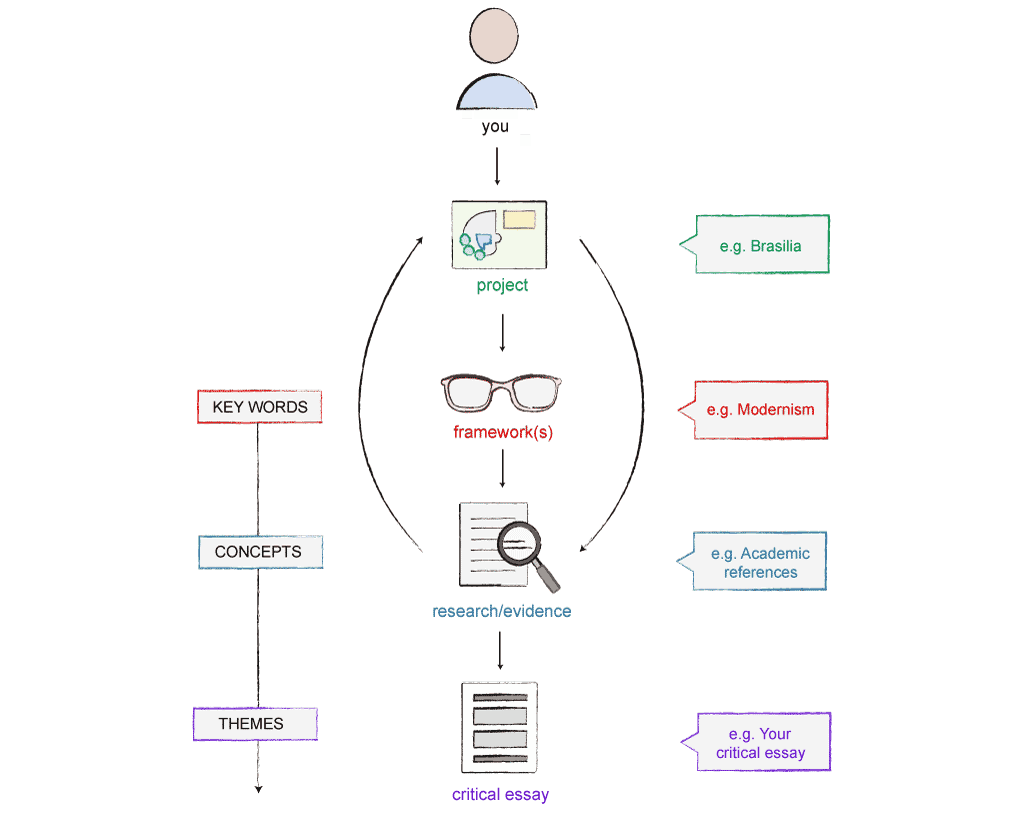 you
project
e.g. Brasilia
KEY WORDS
framework(s)
e.g. Modernism
CONCEPTS
research/evidence
e.g. Academic
references
THEMES
critical essay
e.g. Your
critical essay